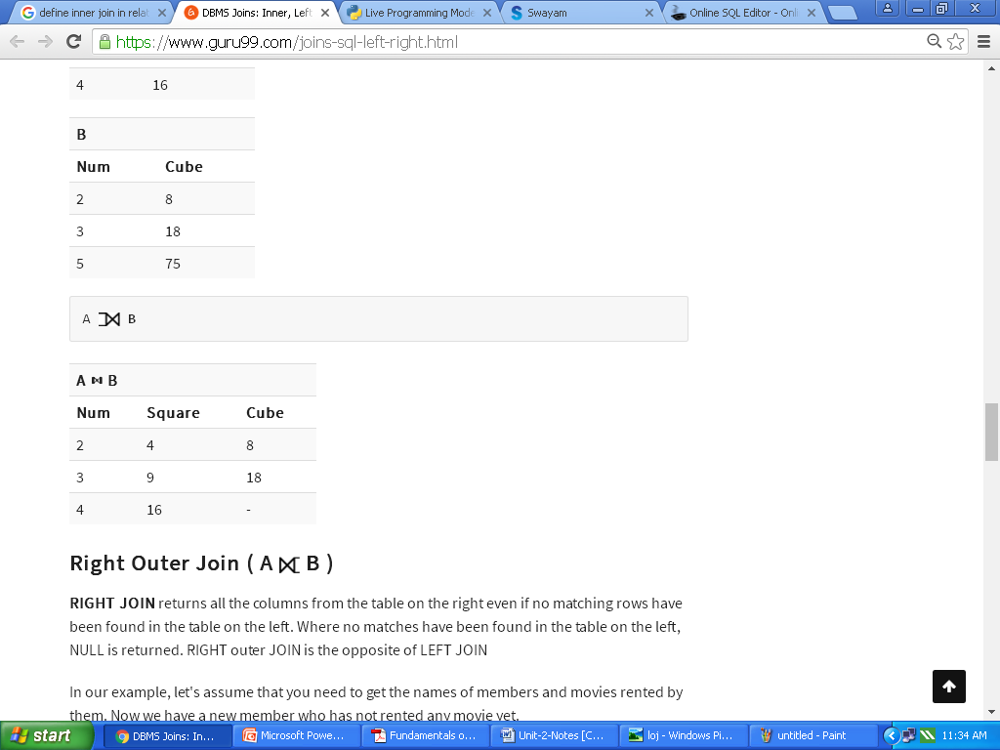 define inner join in relat
DBMS Joins: Inner, Left
Live Programming Mode
Swayam
Online SQL Editor - Onli
https://www.guru99.com/joins-sql-left-right.html
4 16
B
Num Cube
2 8
3 18
5 75
A ⟕ B
A ⋈ B
Num Square Cube
2 4 8
3 9 18
4 16 -
Right Outer Join ( A ⟖ B )
RIGHT JOIN returns all the columns from the table on the right even if no matching rows have
been found in the table on the left. Where no matches have been found in the table on the left,
NULL is returned. RIGHT outer JOIN is the opposite of LEFT JOIN
In our example, let's assume that you need to get the names of members and movies rented by
them. Now we have a new member who has not rented any movie yet.
start
DBMS Joins: In...
Microsoft Powe...
Fundamentals o...
Unit-2-Notes [C...
loj - Windows Pi...
untitled - Paint
11:34 AM